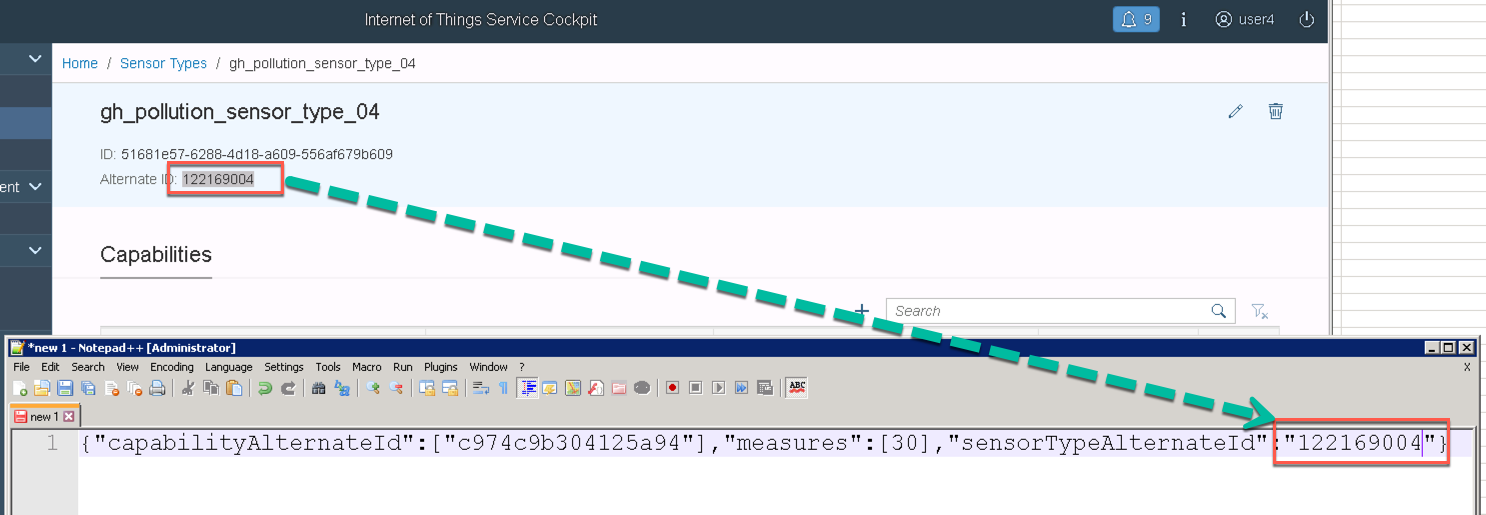 Internet of Things Service Cockpit
9
i
user4
Home / Sensor Types / gh_pollution_sensor_type_04
gh_pollution_sensor_type_04
ID: 51681e57-6288-4d18-a609-556af679b609
Alternate ID: 122169004
ent
Capabilities
Search
*new 1 - Notepad++ [Administrator]
File Edit Search View Encoding Language Settings Tools Macro Run Plugins Window ?
X
ABC
new 1
1 {"capabilityAlternateId":["c974c9b304125a94"],"measures":[30],"sensorTypeAlternateId":"122169004"}